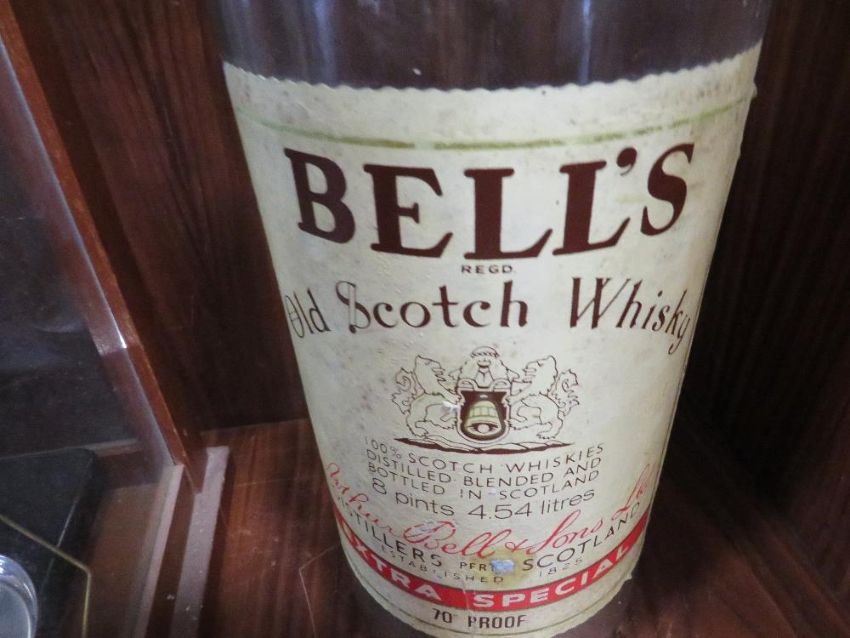 BELL'S
REGD.
Old Scotch Whisky
100% SCOTCH WHISKIES
DISTILLED BLENDED AND
BOTTLED IN SCOTLAND
8 pints 4.54 litres
Arthur Bell & Sons Ltd
DISTILLERS PERTH SCOTLAND
ESTABLISHED 1825
EXTRA SPECIAL
70° PROOF